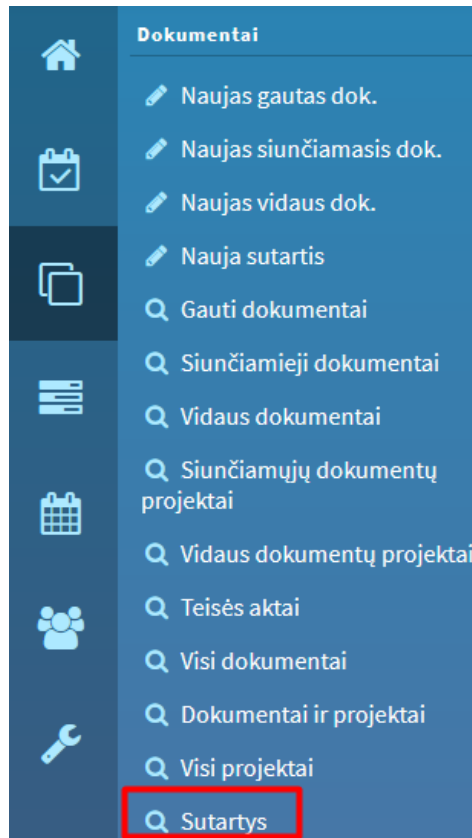 Dokumentai
Naujas gautas dok.
Naujas siunčiamasis dok.
Naujas vidaus dok.
Nauja sutartis
Gauti dokumentai
Siunčiamieji dokumentai
Vidaus dokumentai
Siunčiamųjų dokumentų
projektai
Vidaus dokumentų projektai
Teisės aktai
Visi dokumentai
Dokumentai ir projektai
Visi projektai
Sutartys